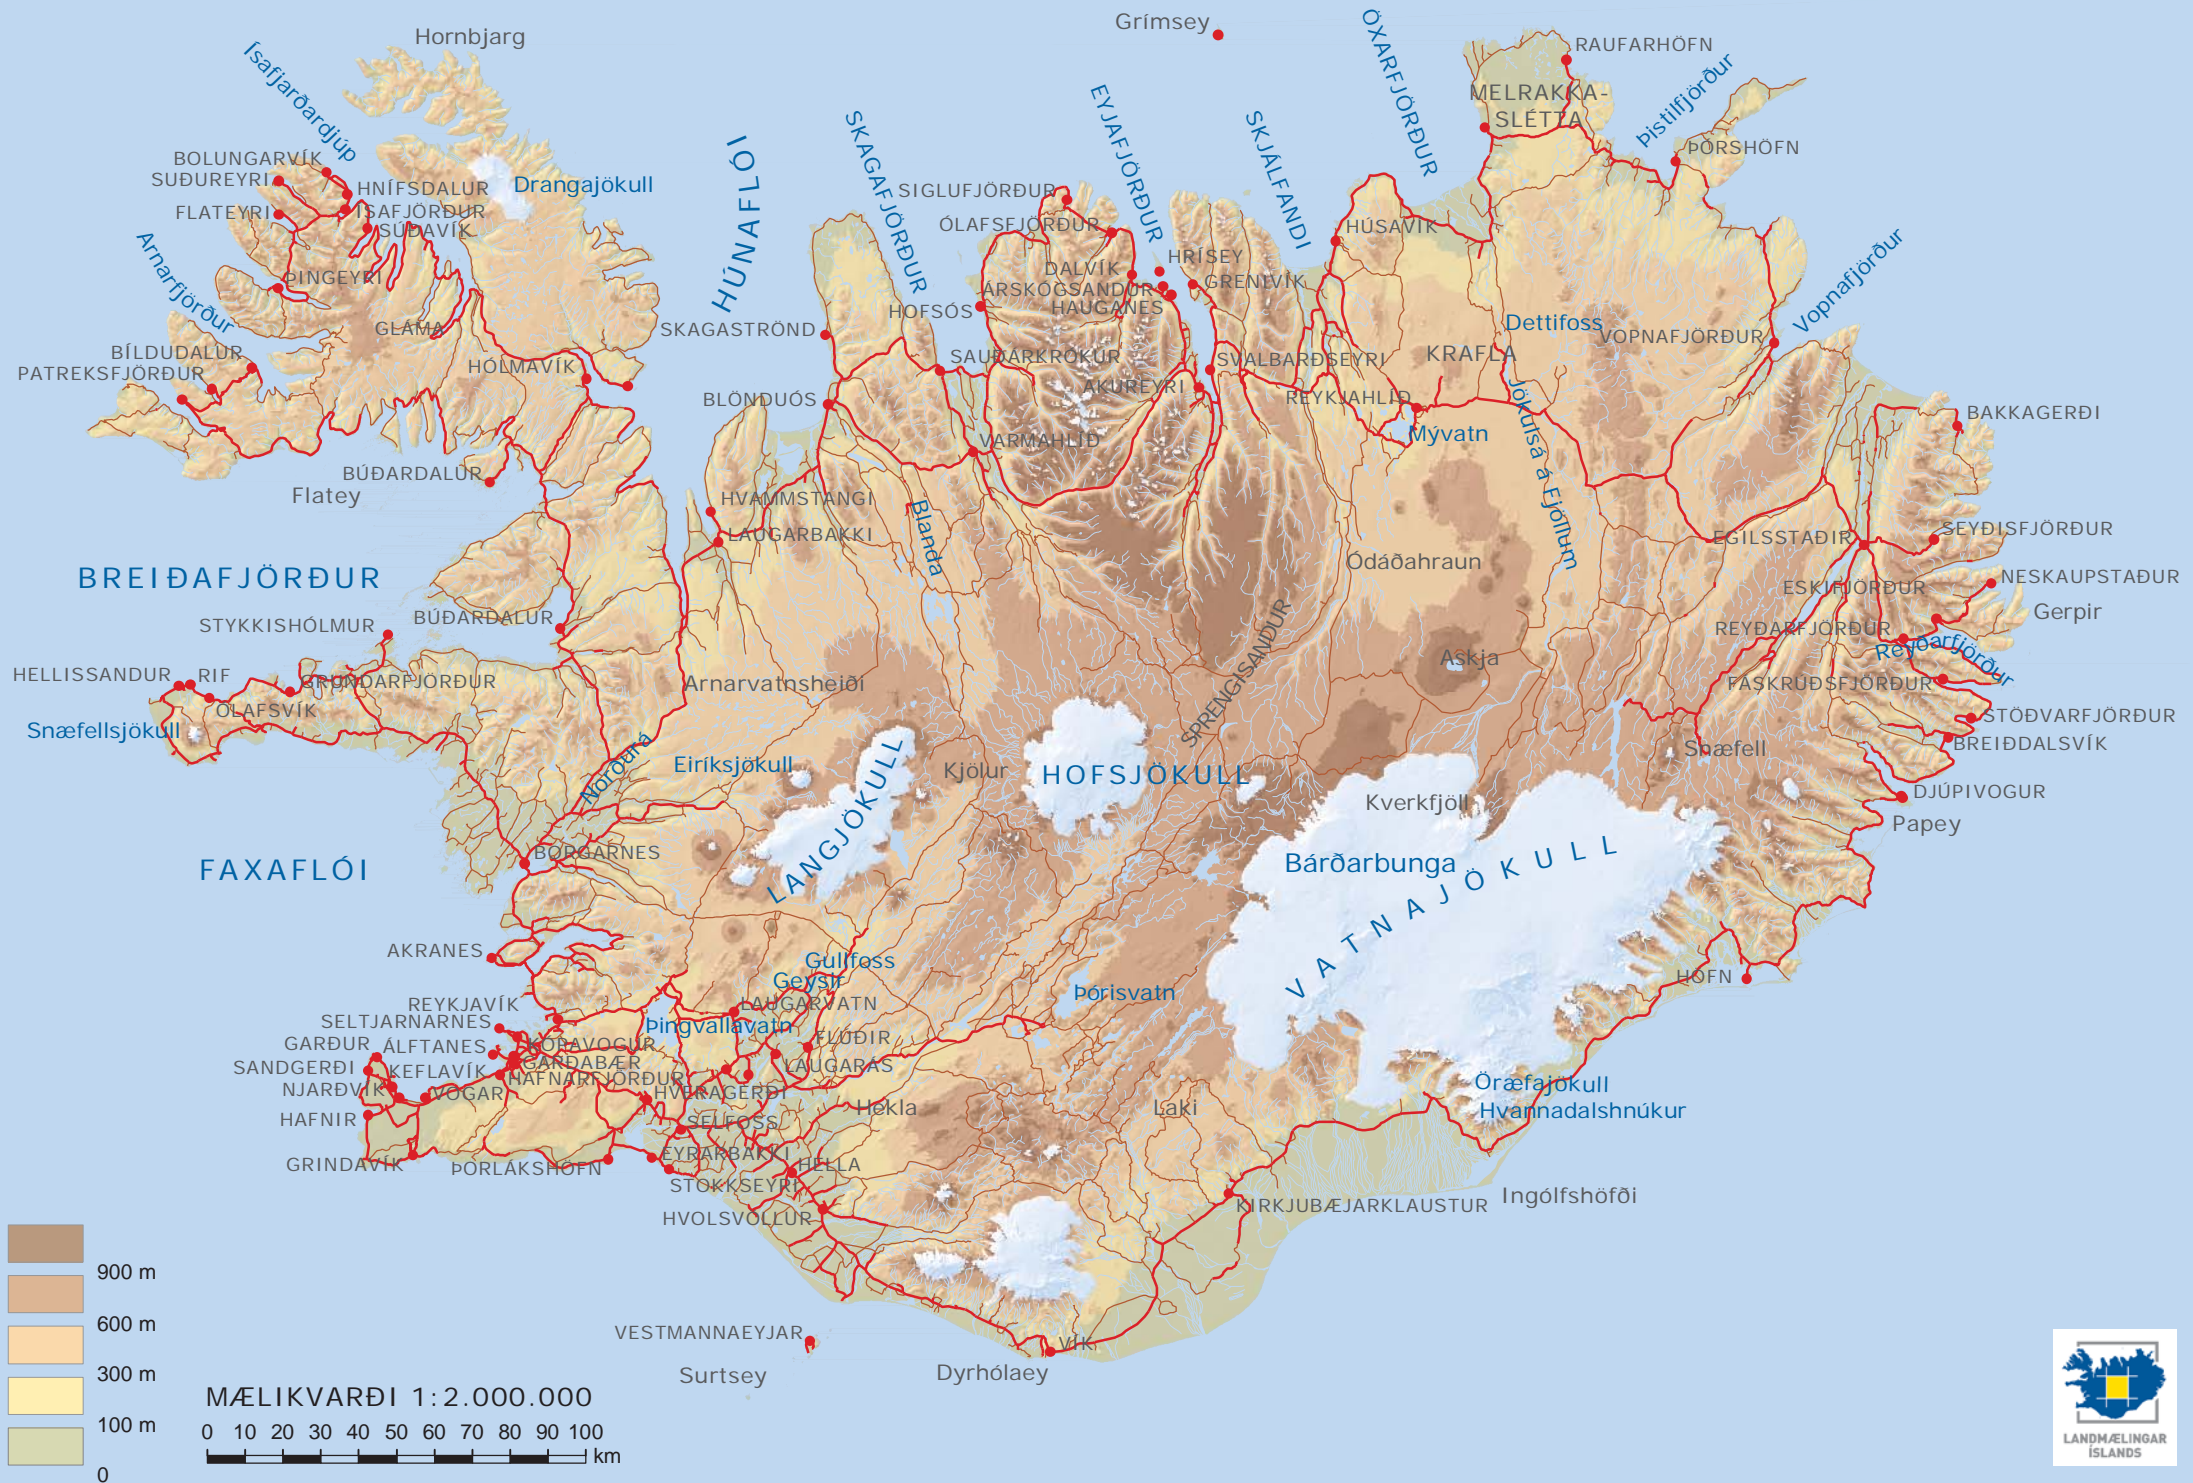 Hornbjarg
Grímsey
RAUFARHÖFN
MELRAKKA-
SLÉTTA
ÖXARFJÖRÐUR
Þistilfjörður
ÞÓRSHÖFN
Ísafjarðardjúp
BOLUNGARVÍK
SUÐUREYRI
HNÍFSDALUR
Drangajökull
FLATEYRI
ÍSAFJÖRÐUR
SÚÐAVÍK
Arnarfjörður
ÞINGEYRI
GLÁMA
BÍLDUDALUR
PATREKSFJÖRÐUR
HÓLMAVÍK
BÚÐARDALUR
Flatey
HÚNAFLÓI
SKAGAFJÖRÐUR
EYJAFJÖRÐUR
SKJÁLFANDI
SIGLUFJÖRÐUR
ÓLAFSFJÖRÐUR
DALVÍK
HRÍSEY
ÁRSKÓGSANDUR
GRENIVÍK
HAUGANES
HOFSÓS
HÚSAVÍK
SKAGASTRÖND
SAUÐÁRKRÓKUR
SVALBARÐSEYRI
AKUREYRI
REYKJAHLÍÐ
BLÖNDUÓS
VARMAHLÍÐ
KRAFLA
Dettifoss
VOPNAFJÖRÐUR
Vopnafjörður
Mývatn
Jökulsá á Fjöllum
BAKKAGERÐI
HVAMMSTANGI
LAUGARBAKKI
Blanda
Ódáðahraun
EGILSSTAÐIR
SEYÐISFJÖRÐUR
NESKAUPSTAÐUR
ESKIFJÖRÐUR
Gerpir
REYÐARFJÖRÐUR
Reyðarfjörður
FÁSKRÚÐSFJÖRÐUR
STÖÐVARFJÖRÐUR
BREIÐDALSVÍK
DJÚPIVOGUR
Papey
Snæfell
Askja
SPRENGISANDUR
BREIÐAFJÖRÐUR
STYKKISHÓLMUR
BÚÐARDALUR
HELLISSANDUR
RIF
GRUNDARFJÖRÐUR
ÓLAFSVÍK
Snæfellsjökull
Arnarvatnsheiði
Norðurá
Eiríksjökull
LANGJÖKULL
Kjölur
HOFSJÖKULL
Kverkfjöll
Bárðarbunga
VATNAJÖKULL
FAXAFLÓI
BORGARNES
AKRANES
Gullfoss
Geysir
LAUGARVATN
Þórisvatn
HÖFN
REYKJAVÍK
SELTJARNARNES
Þingvallavatn
FLÚÐIR
GARÐUR
ÁLFTANES
KÓPAVOGUR
GARÐABÆR
LAUGARÁS
SANDGERÐI
KEFLAVÍK
HAFNARFJÖRÐUR
NJARÐVÍK
VOGAR
HVERAGERÐI
HAFNIR
SELFOSS
Hekla
Laki
Öræfajökull
Hvannadalshnúkur
GRINDAVÍK
ÞORLÁKSHÖFN
EYRARBAKKI
HELLA
STOKKSEYRI
HVOLSVÖLLUR
KIRKJUBÆJARKLAUSTUR
Ingólfshöfði
VESTMANNAEYJAR
Surtsey
Dyrhólaey
VÍK
900 m
600 m
300 m
100 m
0
MÆLIKVARÐI 1:2.000.000
0 10 20 30 40 50 60 70 80 90 100
km
LANDMÆLINGAR
ÍSLANDS